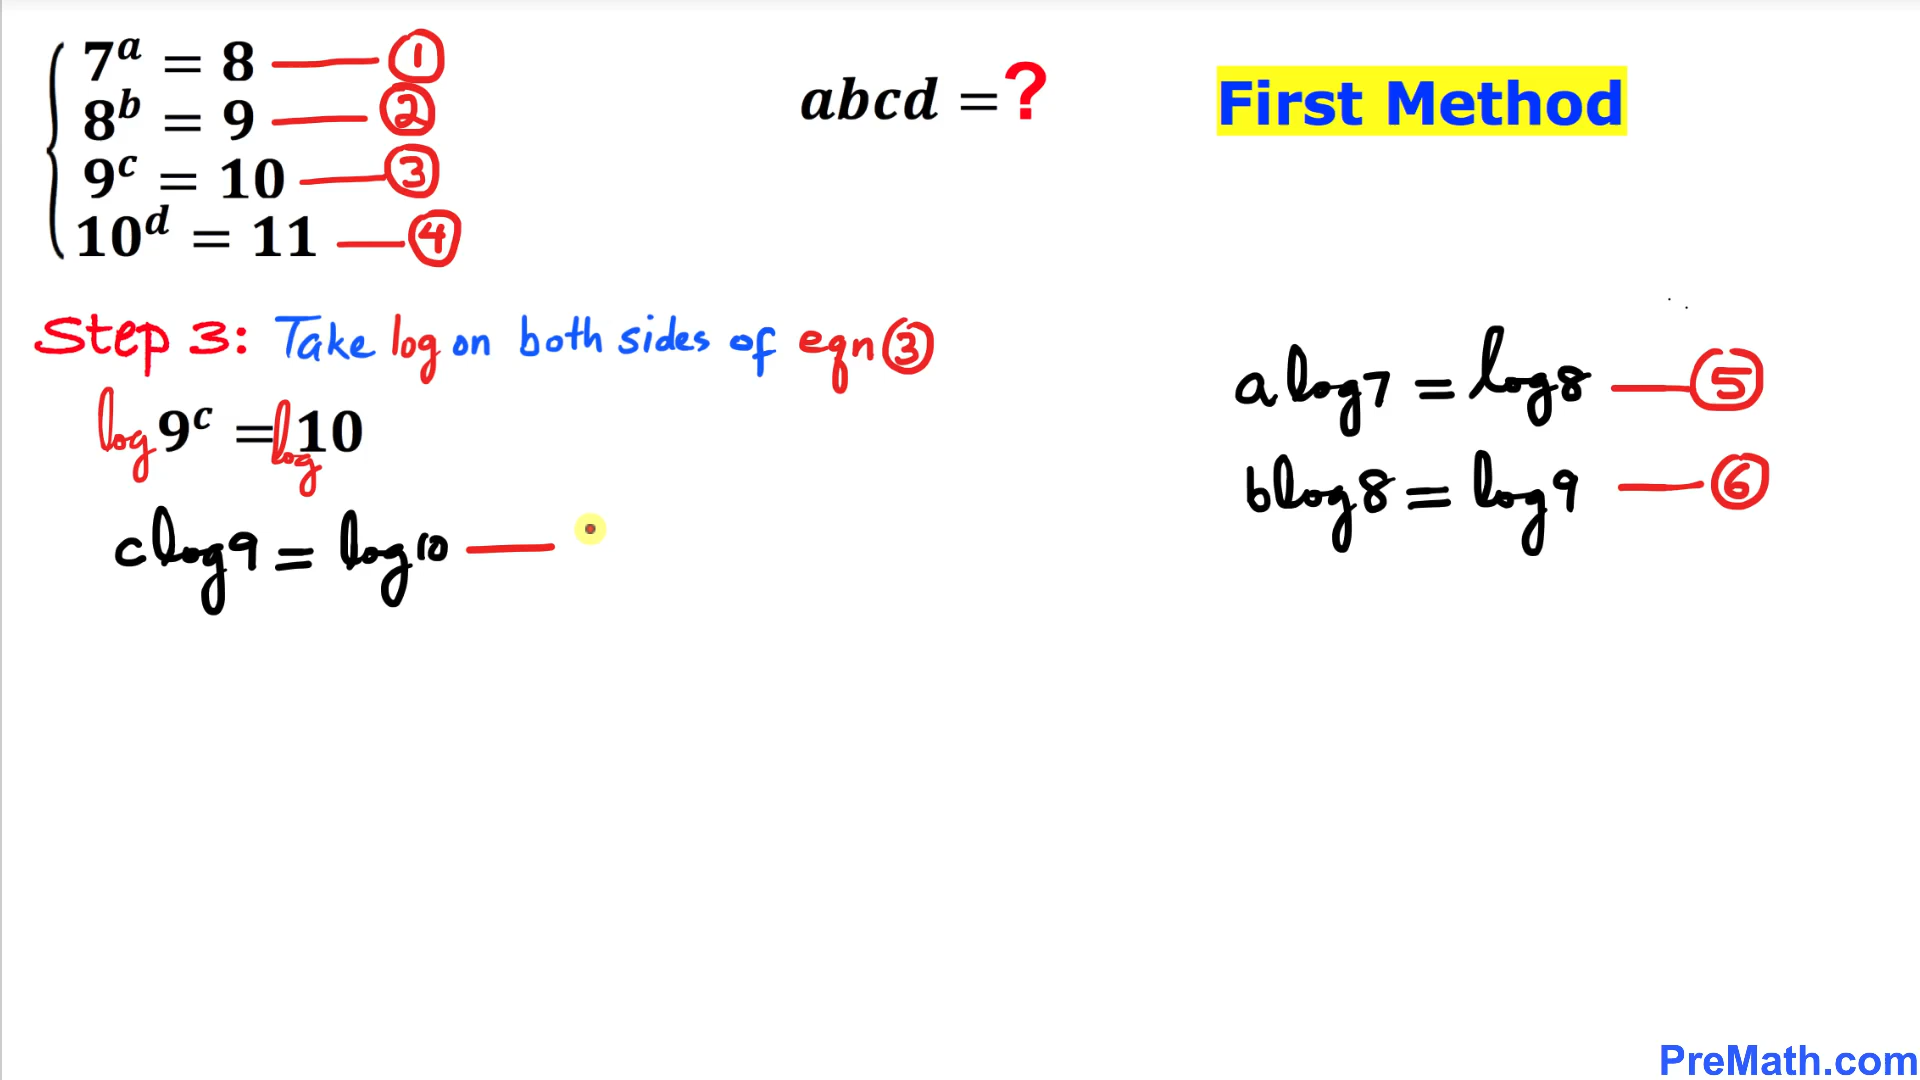 7^a = 8 — ①
8^b = 9 — ②
9^c = 10 — ③
10^d = 11 — ④
abcd = ?
First Method
Step 3: Take log on both sides of eqn ③
log 9^c = log 10
c log 9 = log 10 —
a log 7 = log 8 — ⑤
b log 8 = log 9 — ⑥
PreMath.com